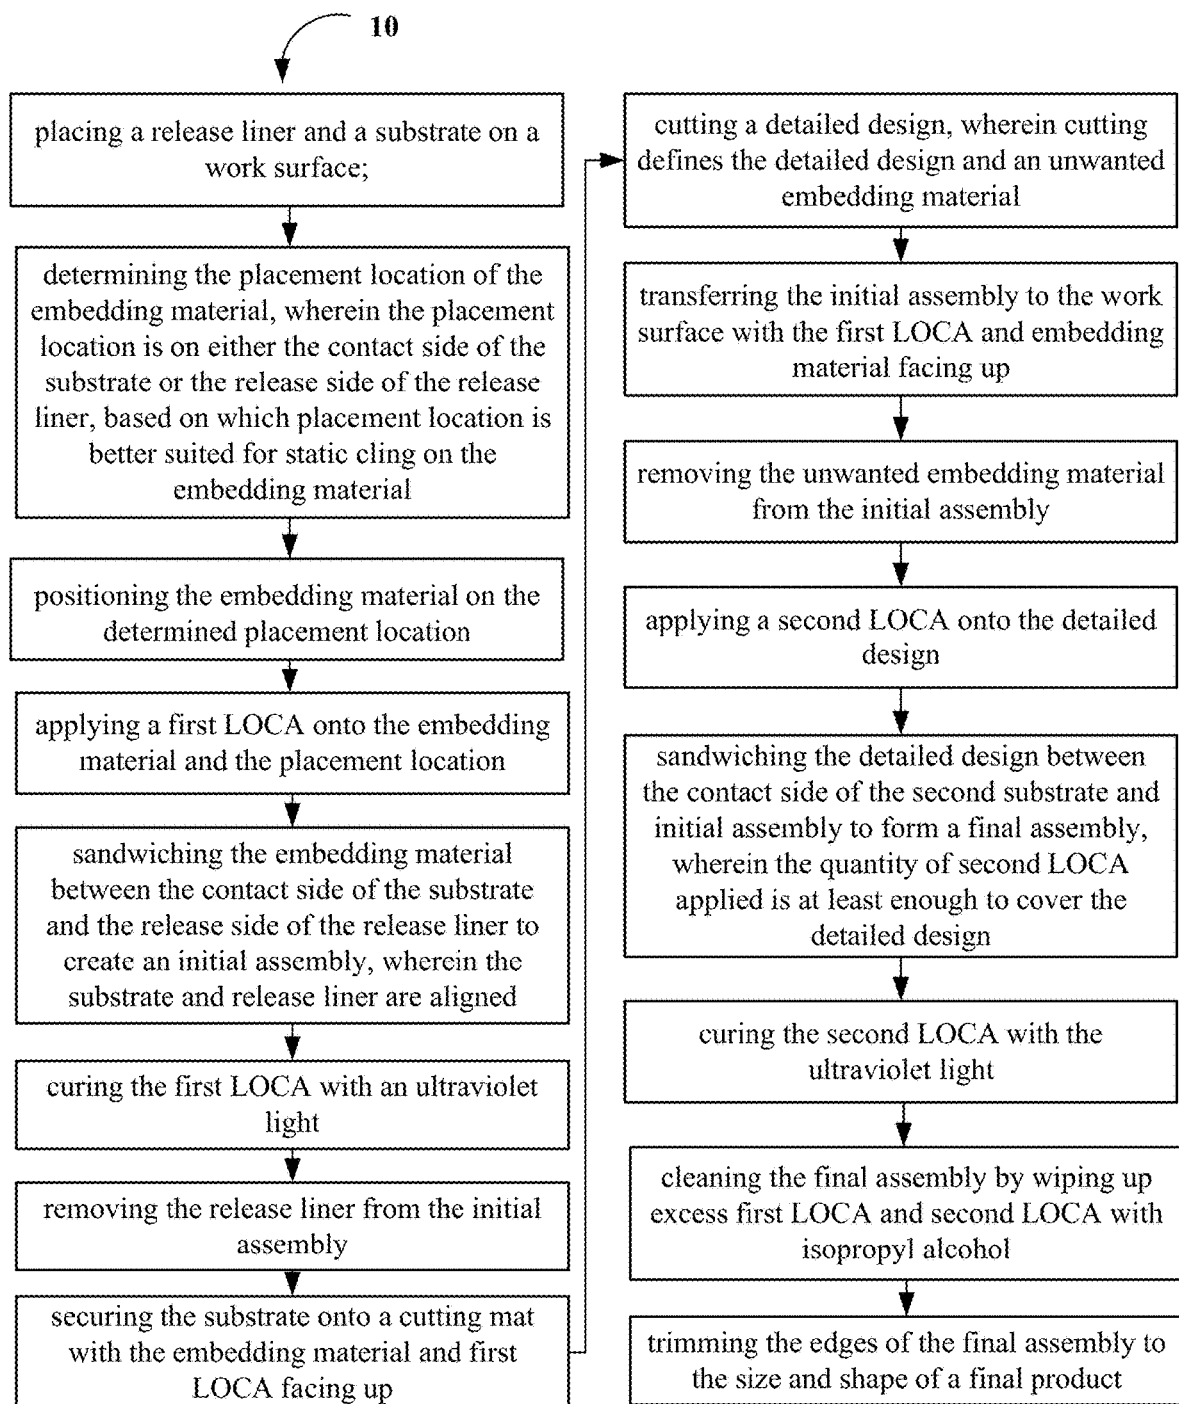 10
placing a release liner and a substrate on a
work surface;
determining the placement location of the
embedding material, wherein the placement
location is on either the contact side of the
substrate or the release side of the release
liner, based on which placement location is
better suited for static cling on the
embedding material
positioning the embedding material on the
determined placement location
applying a first LOCA onto the embedding
material and the placement location
sandwiching the embedding material
between the contact side of the substrate
and the release side of the release liner to
create an initial assembly, wherein the
substrate and release liner are aligned
curing the first LOCA with an ultraviolet
light
removing the release liner from the initial
assembly
securing the substrate onto a cutting mat
with the embedding material and first
LOCA facing up
cutting a detailed design, wherein cutting
defines the detailed design and an unwanted
embedding material
transferring the initial assembly to the work
surface with the first LOCA and embedding
material facing up
removing the unwanted embedding material
from the initial assembly
applying a second LOCA onto the detailed
design
sandwiching the detailed design between
the contact side of the second substrate and
initial assembly to form a final assembly,
wherein the quantity of second LOCA
applied is at least enough to cover the
detailed design
curing the second LOCA with the
ultraviolet light
cleaning the final assembly by wiping up
excess first LOCA and second LOCA with
isopropyl alcohol
trimming the edges of the final assembly to
the size and shape of a final product